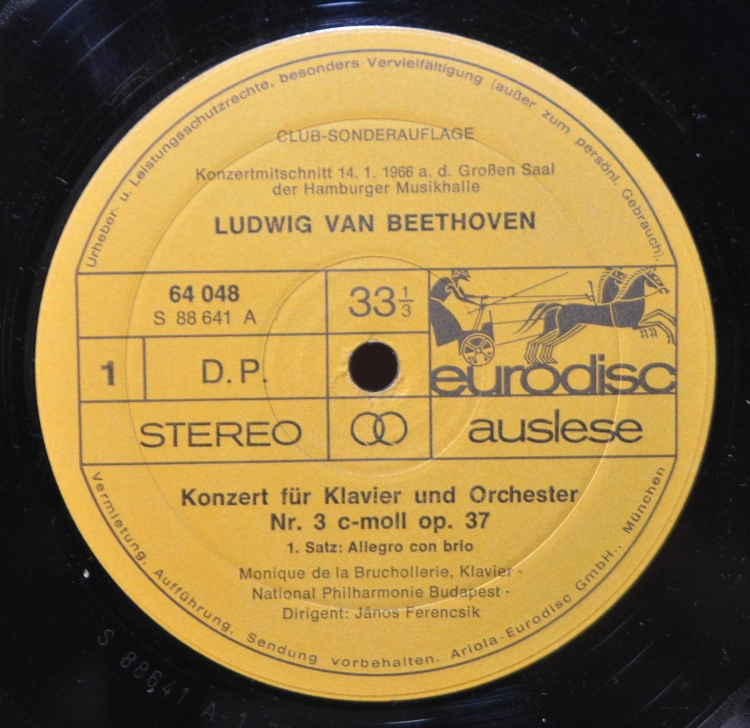 Urheber- u. Leistungsschutzrechte, besonders Vervielfältigung (außer zum persönl. Gebrauch),
CLUB-SONDERAUFLAGE
Konzertmitschnitt 14. 1. 1966 a. d. Großen Saal
der Hamburger Musikhalle
LUDWIG VAN BEETHOVEN
64 048
S 88 641 A
33 1/3
eurodisc
1
D. P.
STEREO
auslese
Konzert für Klavier und Orchester
Nr. 3 c-moll op. 37
1. Satz: Allegro con brio
Monique de la Bruchollerie, Klavier ·
National Philharmonie Budapest ·
Dirigent: János Ferencsik
Vermietung, Aufführung, Sendung vorbehalten. Ariola-Eurodisc GmbH., München
S 88641 A-1